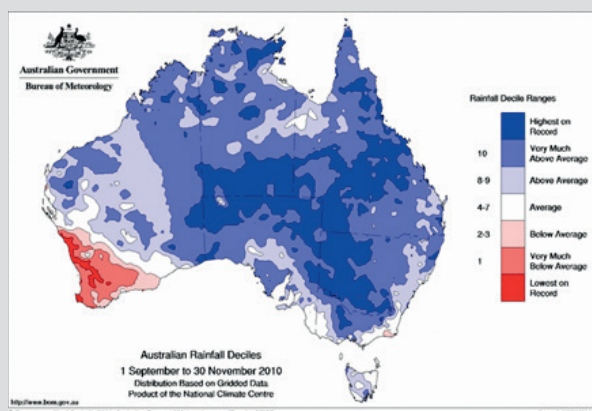 Australian Government
Bureau of Meteorology
Rainfall Decile Ranges
Highest on
Record
10
Very Much
Above Average
8-9
Above Average
4-7
Average
2-3
Below Average
1
Very Much
Below Average
Lowest on
Record
Australian Rainfall Deciles
1 September to 30 November 2010
Distribution Based on Gridded Data
Product of the National Climate Centre
http://www.bom.gov.au